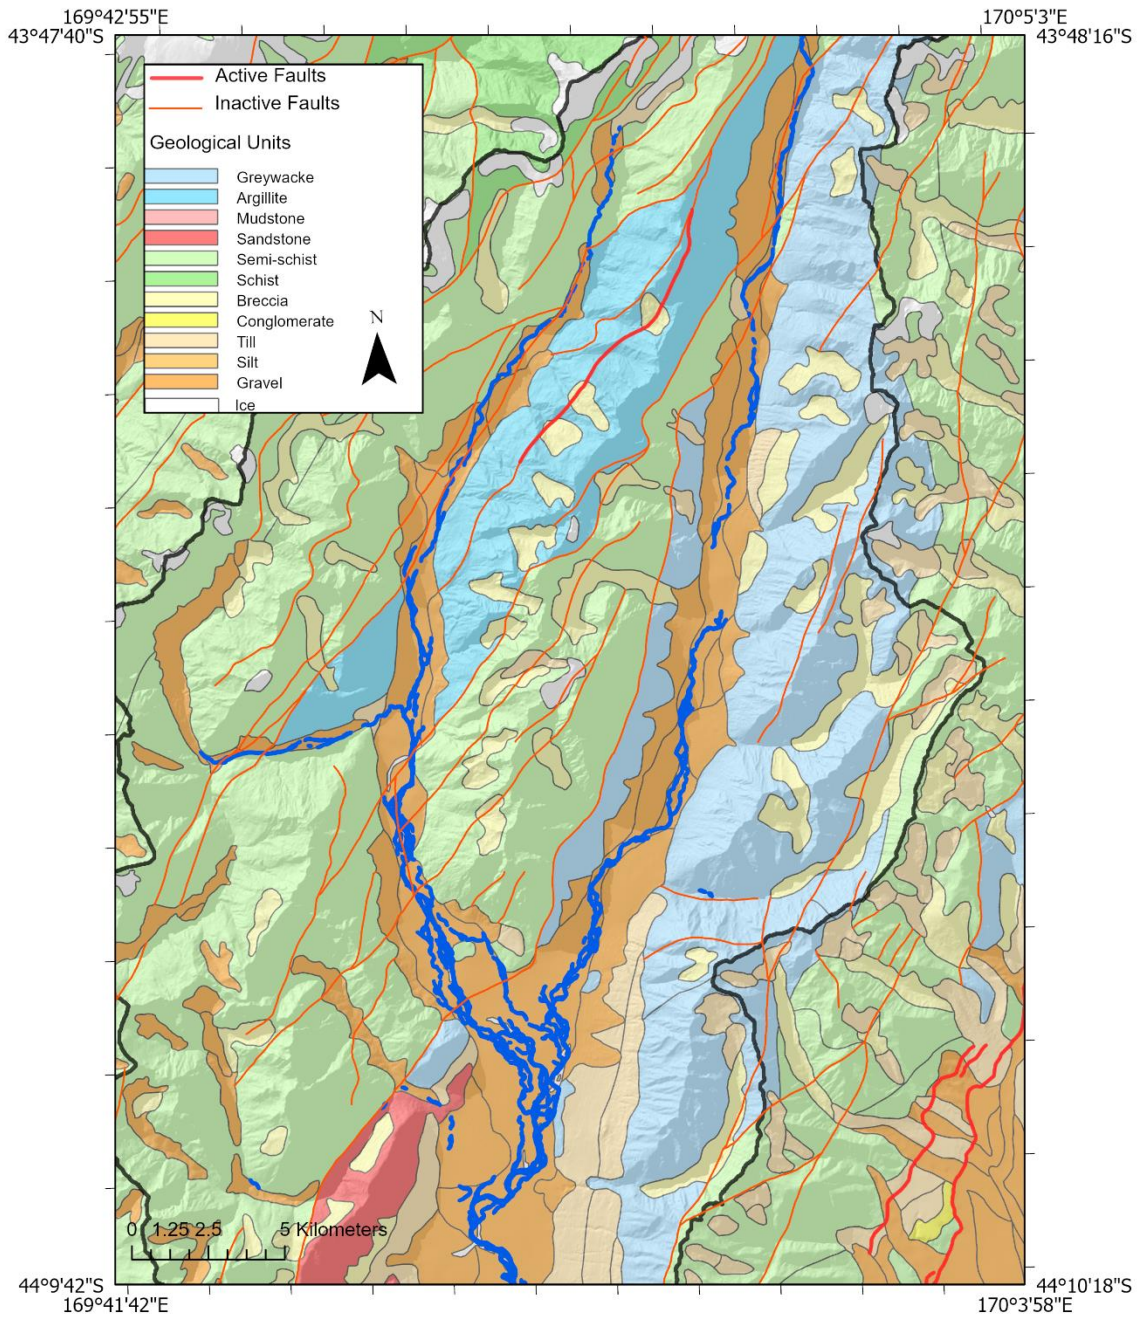 169°42'55"E 170°5'3"E
43°47'40"S 43°48'16"S
Active Faults
Inactive Faults
Geological Units
Greywacke
Argillite
Mudstone
Sandstone
Semi-schist
Schist
Breccia
Conglomerate
Till
Silt
Gravel
Ice
N
0 1.25 2.5 5 Kilometers
44°9'42"S 44°10'18"S
169°41'42"E 170°3'58"E